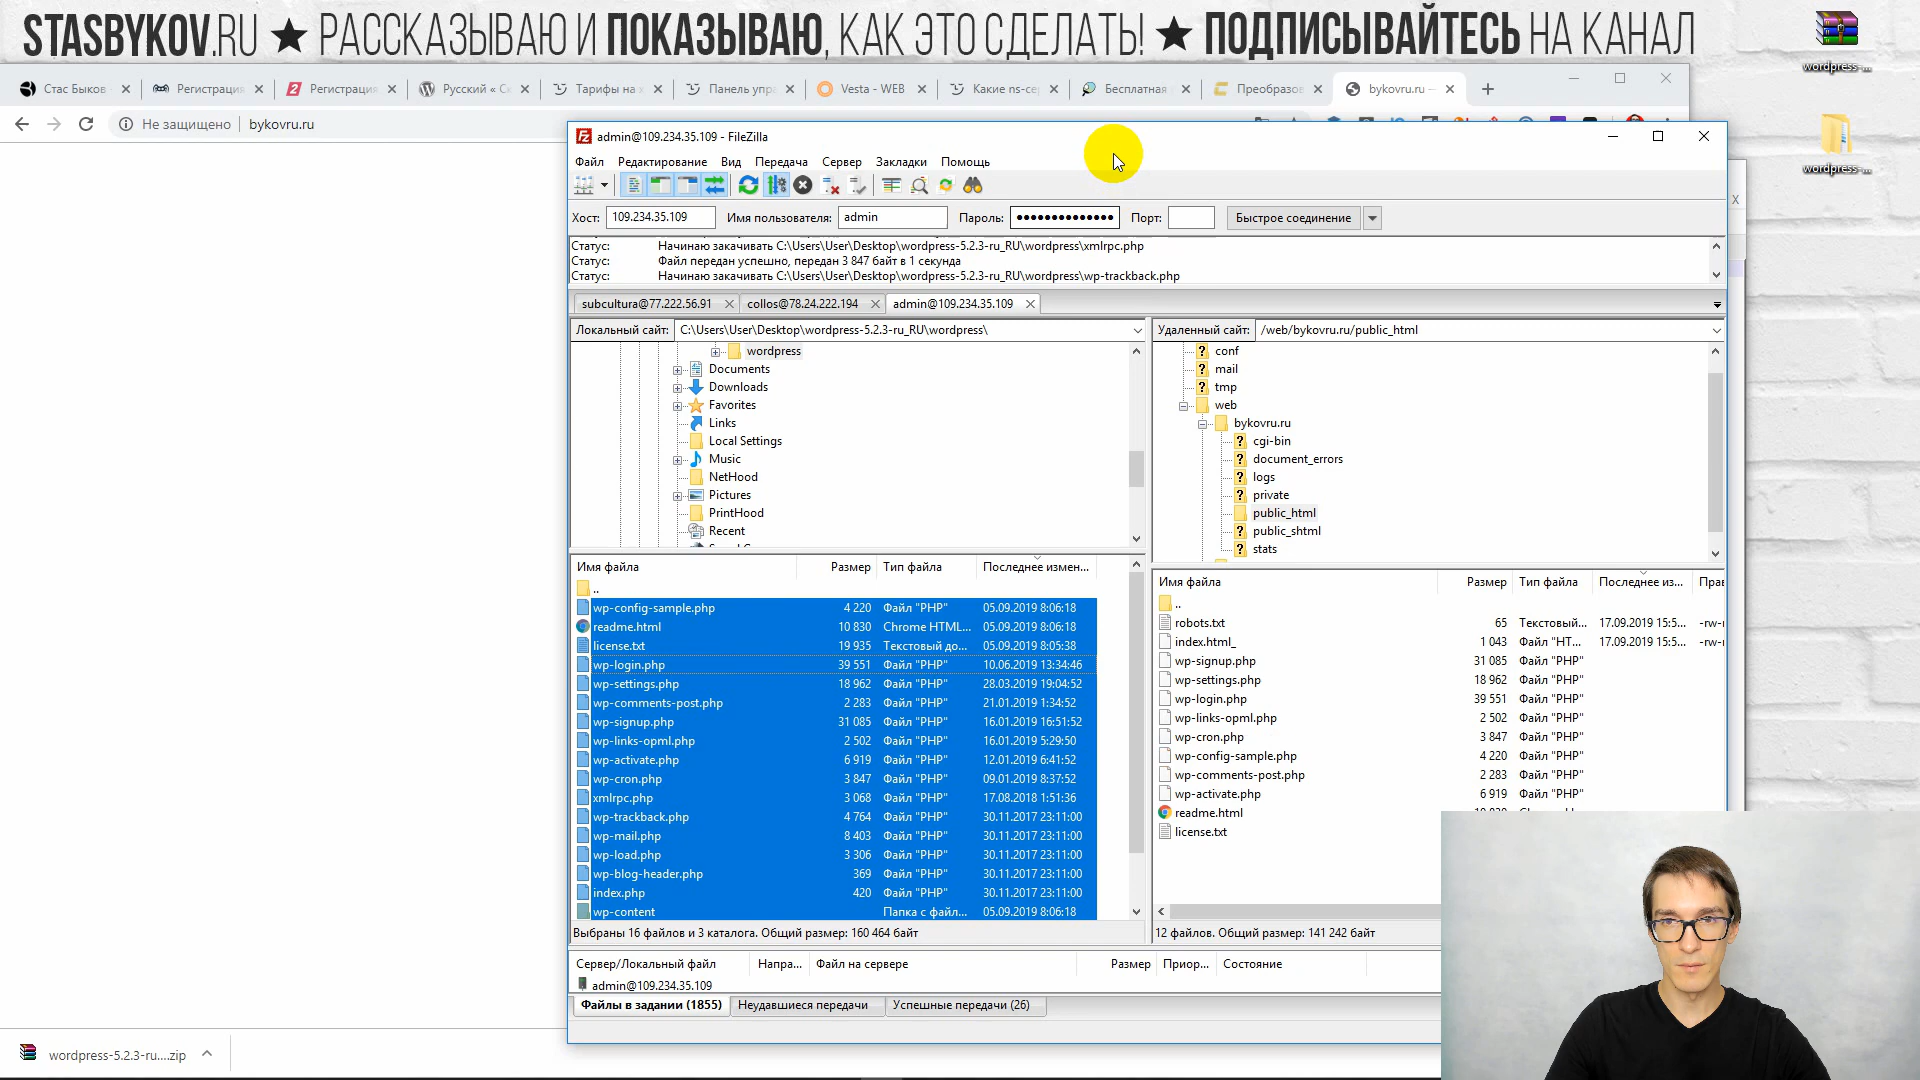 STASBYKOV.RU ★ РАССКАЗЫВАЮ И ПОКАЗЫВАЮ, КАК ЭТО СДЕЛАТЬ! ★ ПОДПИСЫВАЙТЕСЬ НА КАНАЛ
wordpress-...
wordpress-...
Стас Быков
Регистрация
Регистрация
Русский « Ск
Тарифы на х
Панель упра
Vesta - WEB
Какие ns-се
Бесплатная
Преобразов
bykovru.ru —
Не защищено
bykovru.ru
admin@109.234.35.109 - FileZilla
Файл Редактирование Вид Передача Сервер Закладки Помощь
Хост: 109.234.35.109 Имя пользователя: admin Пароль: ●●●●●●●●●●●●●● Порт: Быстрое соединение
Статус: Начинаю закачивать C:\Users\User\Desktop\wordpress-5.2.3-ru_RU\wordpress\xmlrpc.php
Статус: Файл передан успешно, передан 3 847 байт в 1 секунда
Статус: Начинаю закачивать C:\Users\User\Desktop\wordpress-5.2.3-ru_RU\wordpress\wp-trackback.php
subcultura@77.222.56.91 collos@78.24.222.194 admin@109.234.35.109
Локальный сайт: C:\Users\User\Desktop\wordpress-5.2.3-ru_RU\wordpress\
wordpress
Documents
Downloads
Favorites
Links
Local Settings
Music
NetHood
Pictures
PrintHood
Recent
Удаленный сайт: /web/bykovru.ru/public_html
conf
mail
tmp
web
bykovru.ru
cgi-bin
document_errors
logs
private
public_html
public_shtml
stats
Имя файла Размер Тип файла Последнее измен...
..
wp-config-sample.php 4 220 Файл "PHP" 05.09.2019 8:06:18
readme.html 10 830 Chrome HTML... 05.09.2019 8:06:18
license.txt 19 935 Текстовый до... 05.09.2019 8:05:38
wp-login.php 39 551 Файл "PHP" 10.06.2019 13:34:46
wp-settings.php 18 962 Файл "PHP" 28.03.2019 19:04:52
wp-comments-post.php 2 283 Файл "PHP" 21.01.2019 1:34:52
wp-signup.php 31 085 Файл "PHP" 16.01.2019 16:51:52
wp-links-opml.php 2 502 Файл "PHP" 16.01.2019 5:29:50
wp-activate.php 6 919 Файл "PHP" 12.01.2019 6:41:52
wp-cron.php 3 847 Файл "PHP" 09.01.2019 8:37:52
xmlrpc.php 3 068 Файл "PHP" 17.08.2018 1:51:36
wp-trackback.php 4 764 Файл "PHP" 30.11.2017 23:11:00
wp-mail.php 8 403 Файл "PHP" 30.11.2017 23:11:00
wp-load.php 3 306 Файл "PHP" 30.11.2017 23:11:00
wp-blog-header.php 369 Файл "PHP" 30.11.2017 23:11:00
index.php 420 Файл "PHP" 30.11.2017 23:11:00
wp-content Папка с файл... 05.09.2019 8:06:18
Выбраны 16 файлов и 3 каталога. Общий размер: 160 464 байт
Имя файла Размер Тип файла Последнее из... Прав
..
robots.txt 65 Текстовый... 17.09.2019 15:5... -rw-r
index.html_ 1 043 Файл "HT... 17.09.2019 15:5... -rw-r
wp-signup.php 31 085 Файл "PHP"
wp-settings.php 18 962 Файл "PHP"
wp-login.php 39 551 Файл "PHP"
wp-links-opml.php 2 502 Файл "PHP"
wp-cron.php 3 847 Файл "PHP"
wp-config-sample.php 4 220 Файл "PHP"
wp-comments-post.php 2 283 Файл "PHP"
wp-activate.php 6 919 Файл "PHP"
readme.html
license.txt
12 файлов. Общий размер: 141 242 байт
Сервер/Локальный файл Напра... Файл на сервере Размер Приор... Состояние
admin@109.234.35.109
Файлы в задании (1855) Неудавшиеся передачи Успешные передачи (26)
wordpress-5.2.3-ru....zip